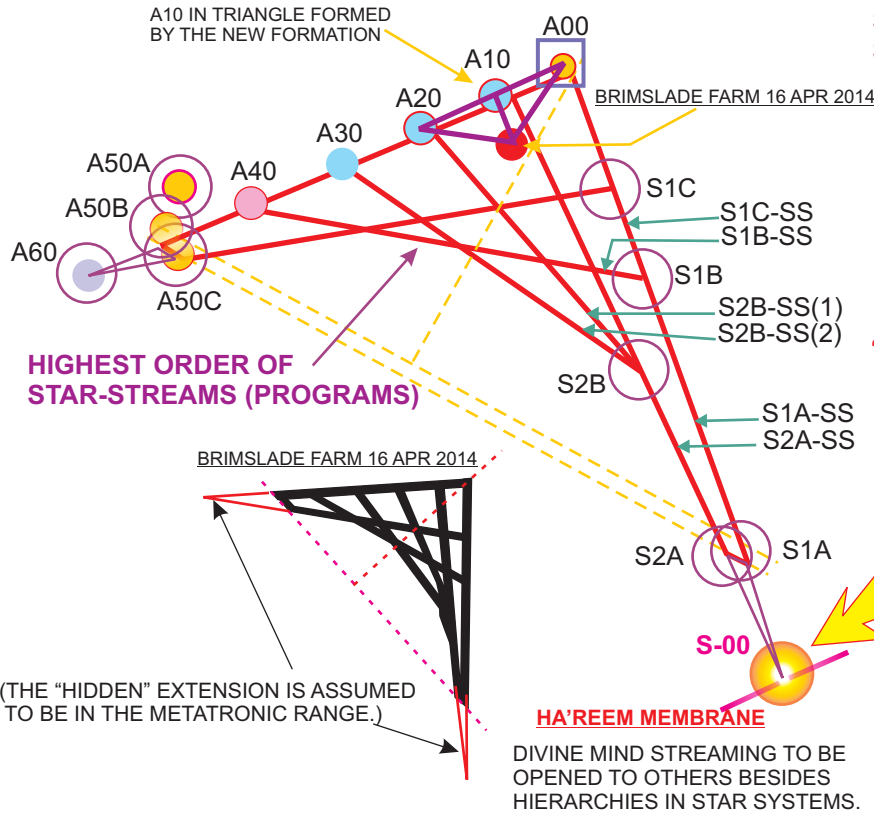 A10 IN TRIANGLE FORMED
BY THE NEW FORMATION
A00
A10
A20
BRIMSLADE FARM 16 APR 2014
A30
A50A
A40
A50B
S1C
A60
S1C-SS
S1B-SS
A50C
S1B
S2B-SS(1)
S2B-SS(2)
HIGHEST ORDER OF
STAR-STREAMS (PROGRAMS)
S2B
S1A-SS
S2A-SS
BRIMSLADE FARM 16 APR 2014
S2A
S1A
S-00
(THE “HIDDEN” EXTENSION IS ASSUMED
TO BE IN THE METATRONIC RANGE.)
HA’REEM MEMBRANE
DIVINE MIND STREAMING TO BE
OPENED TO OTHERS BESIDES
HIERARCHIES IN STAR SYSTEMS.